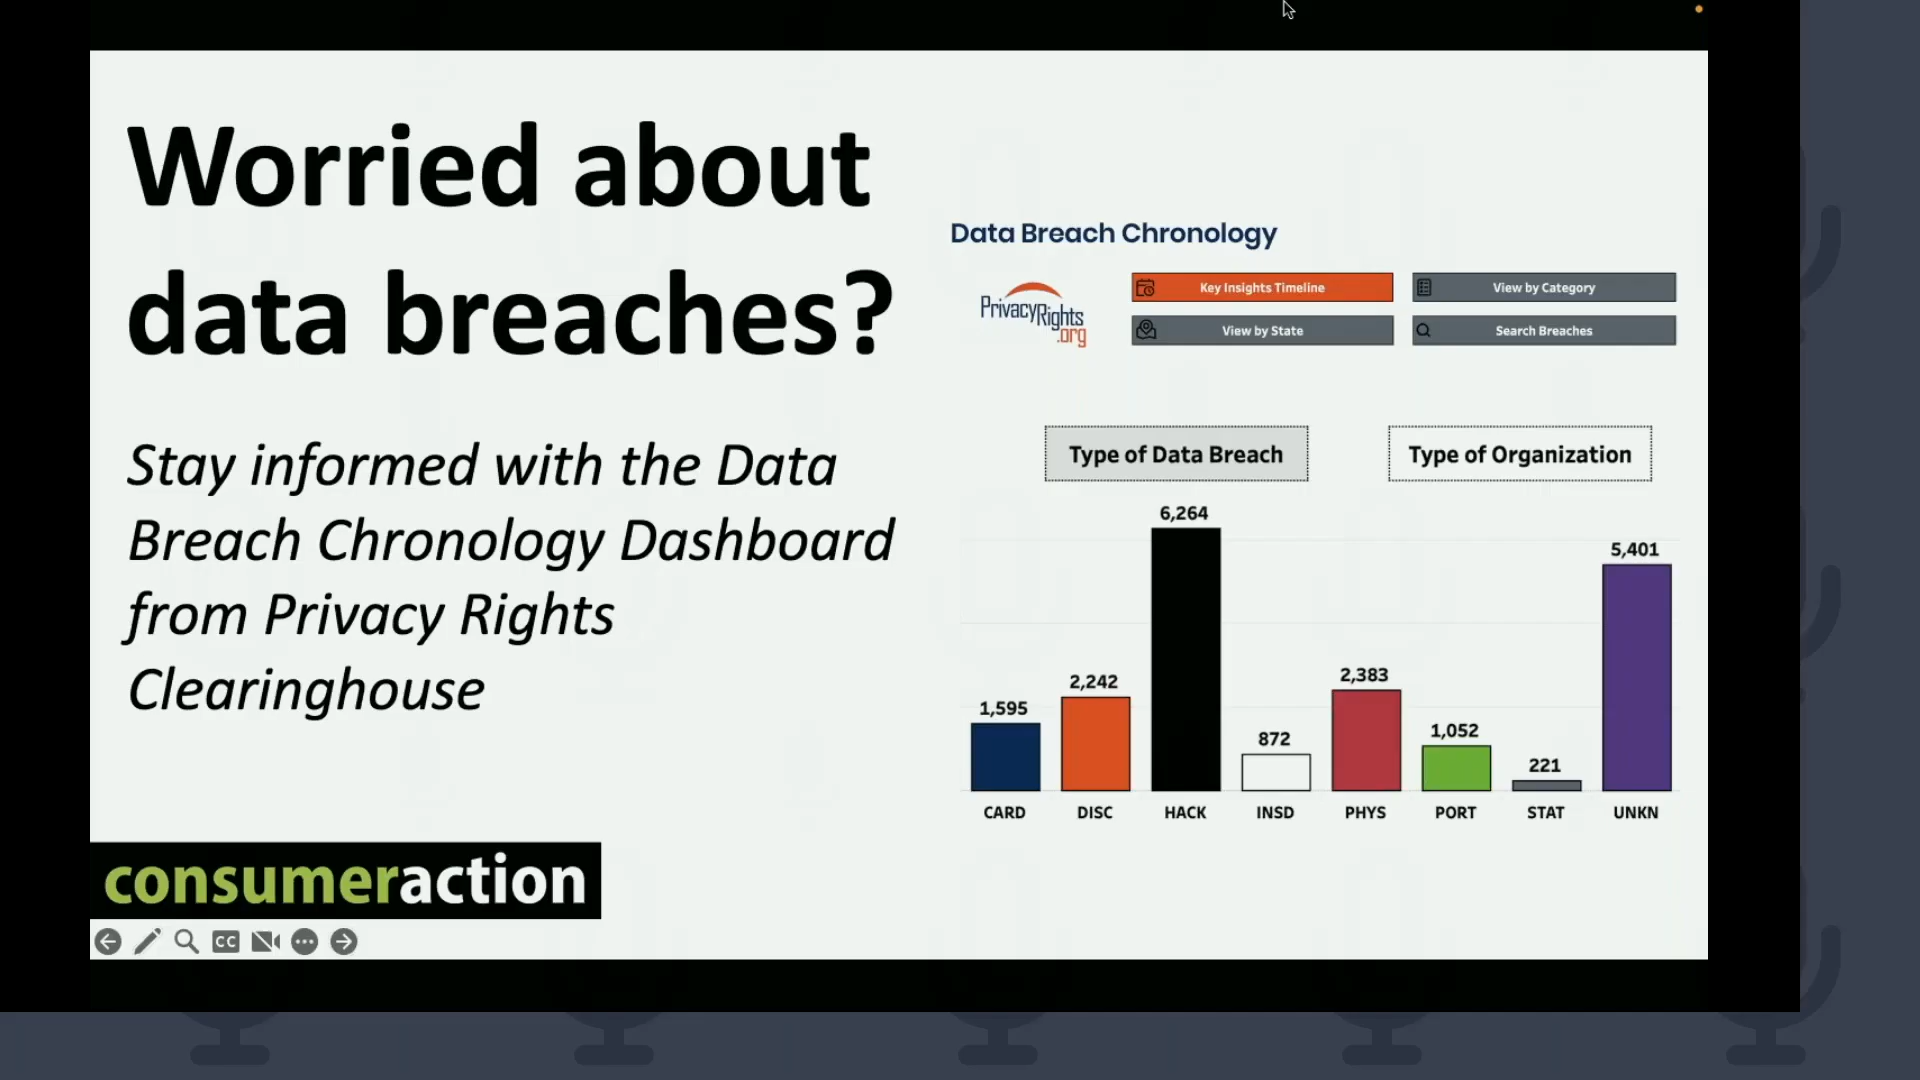 Worried about
data breaches?
Stay informed with the Data
Breach Chronology Dashboard
from Privacy Rights
Clearinghouse
consumeraction
CC
Data Breach Chronology
PrivacyRights
.org
Key Insights Timeline
View by Category
View by State
Search Breaches
Type of Data Breach
Type of Organization
1,595
2,242
6,264
872
2,383
1,052
221
5,401
CARD
DISC
HACK
INSD
PHYS
PORT
STAT
UNKN